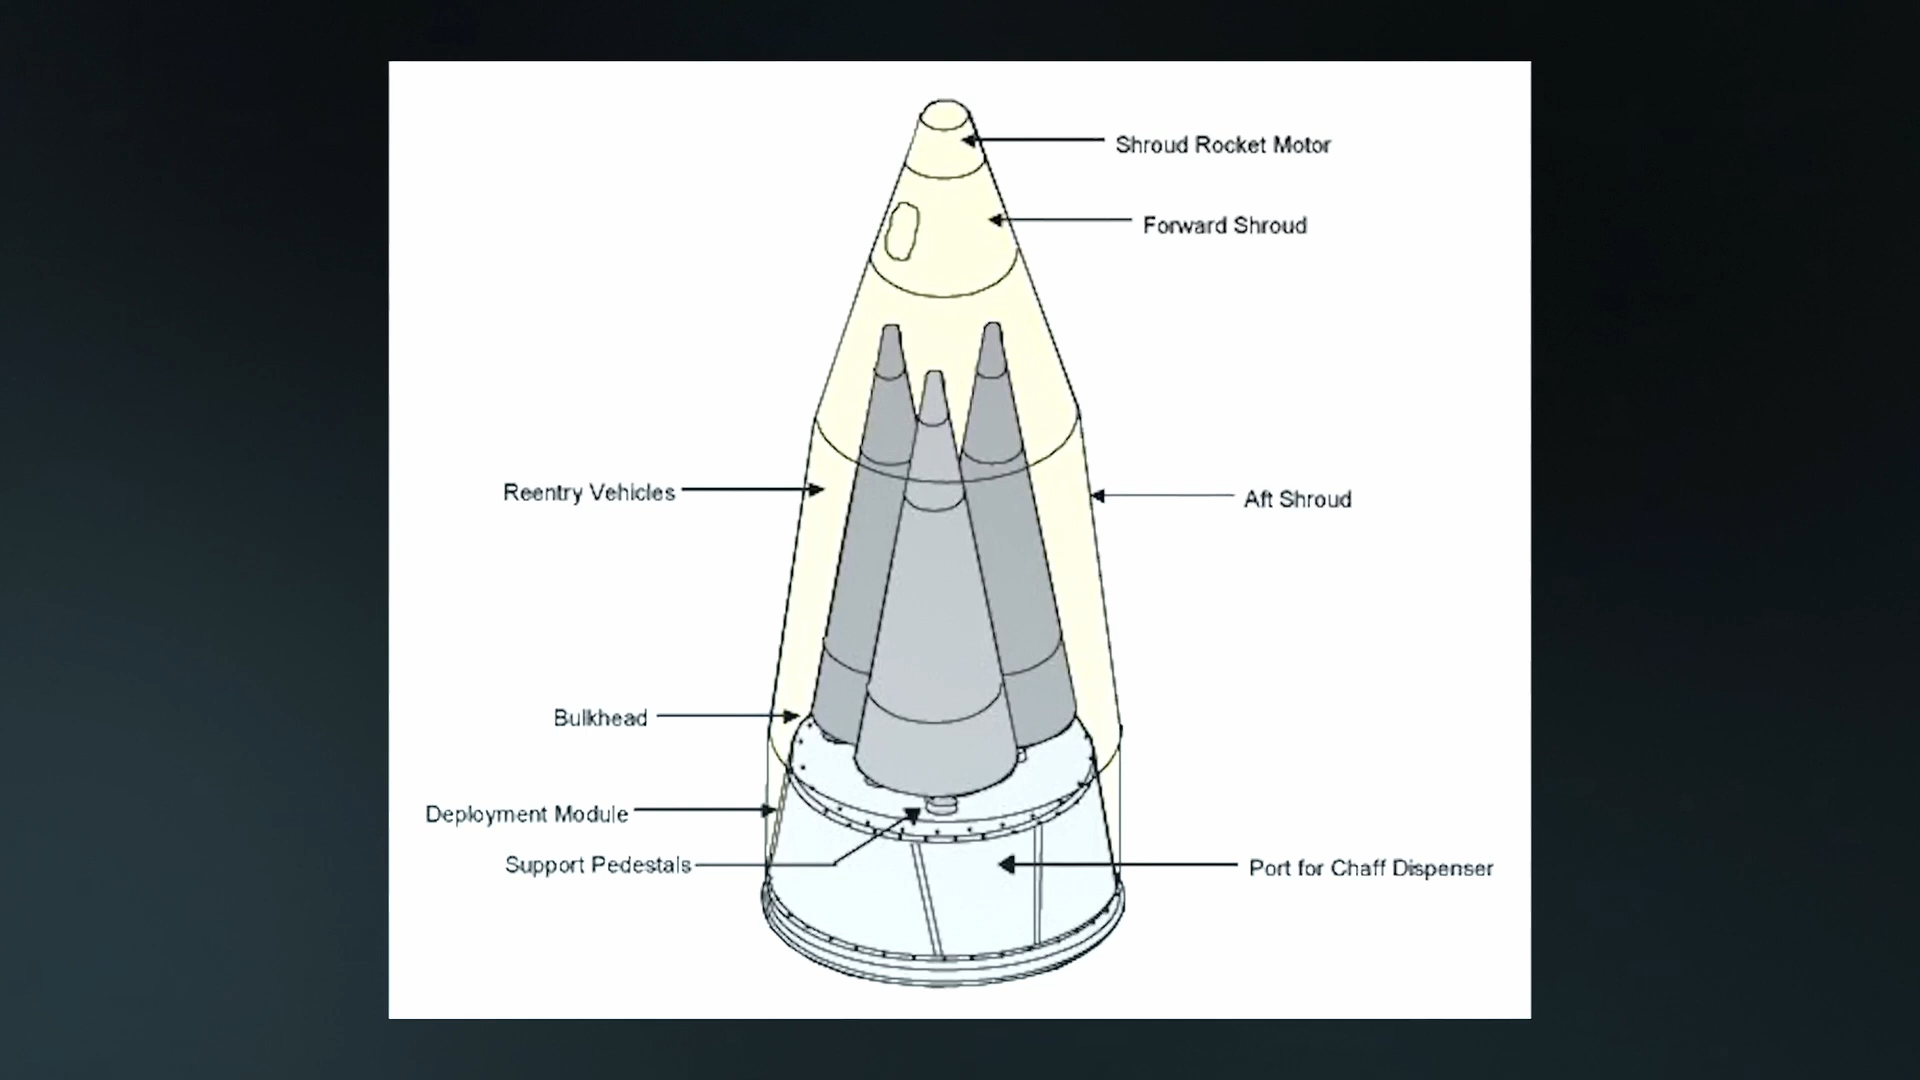 Shroud Rocket Motor
Forward Shroud
Reentry Vehicles
Aft Shroud
Bulkhead
Deployment Module
Support Pedestals
Port for Chaff Dispenser